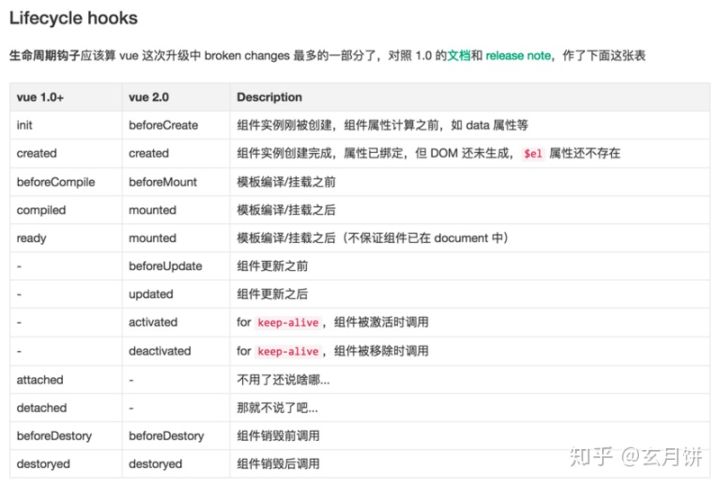 Lifecycle hooks
生命周期钩子应该算 vue 这次升级中 broken changes 最多的一部分了，对照 1.0 的文档和 release note，作了下面这张表
vue 1.0+ vue 2.0 Description
init beforeCreate 组件实例刚被创建，组件属性计算之前，如 data 属性等
created created 组件实例创建完成，属性已绑定，但 DOM 还未生成，$el 属性还不存在
beforeCompile beforeMount 模板编译/挂载之前
compiled mounted 模板编译/挂载之后
ready mounted 模板编译/挂载之后（不保证组件已在 document 中）
- beforeUpdate 组件更新之前
- updated 组件更新之后
- activated for keep-alive，组件被激活时调用
- deactivated for keep-alive，组件被移除时调用
attached - 不用了还说啥哪...
detached - 那就不说了吧...
beforeDestory beforeDestory 组件销毁前调用
destoryed destoryed 组件销毁后调用
知乎 @玄月饼